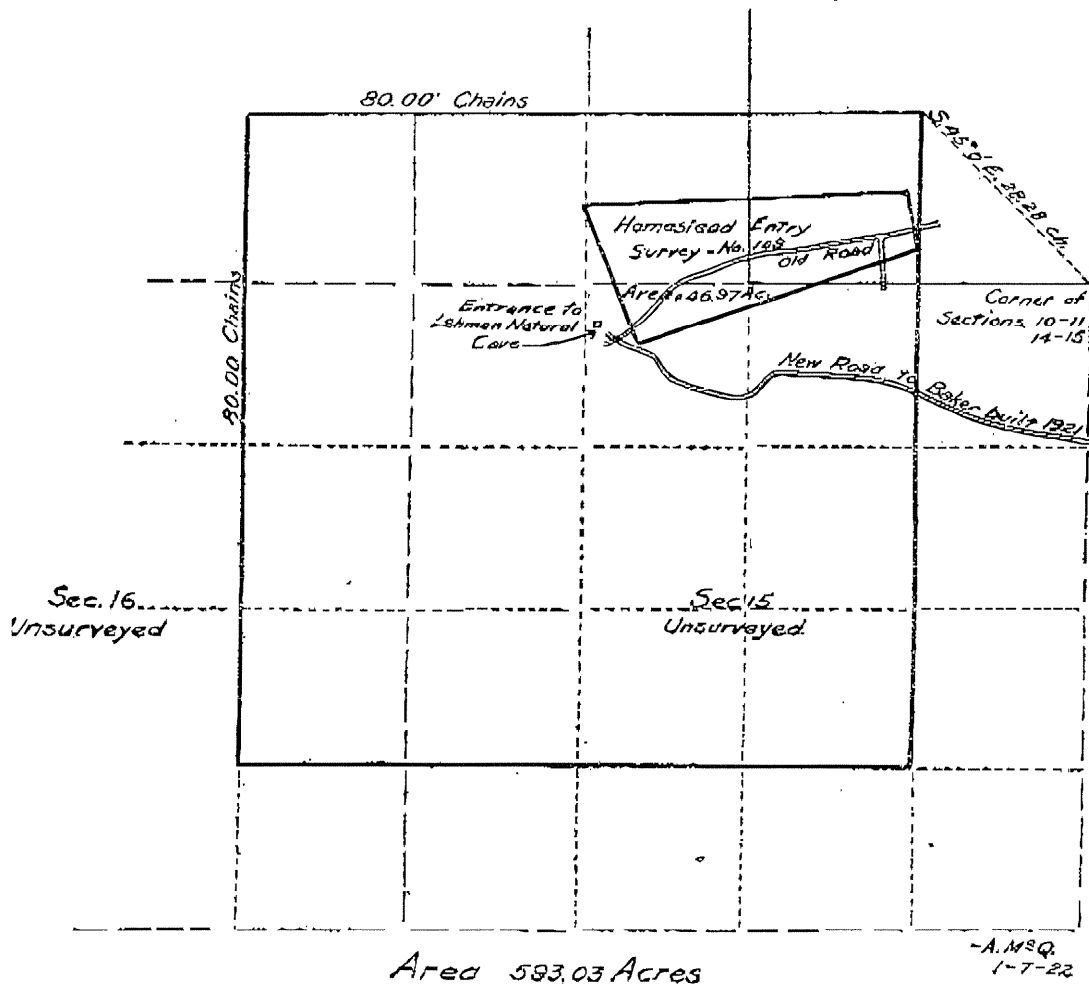 80.00' Chains
S. 45° 0' E. 28.28 ch.
Homestead Entry
Survey - No.
Old Road
Area, 46.97 Ac.
Entrance to
Lehman Natural
Cave
Corner of
Sections 10-11
14-15
80.00 Chains
New Road to Baker built 1921
Sec. 16
Unsurveyed
Sec 15
Unsurveyed
Area 593.03 Acres
-A. McQ.
1-7-22